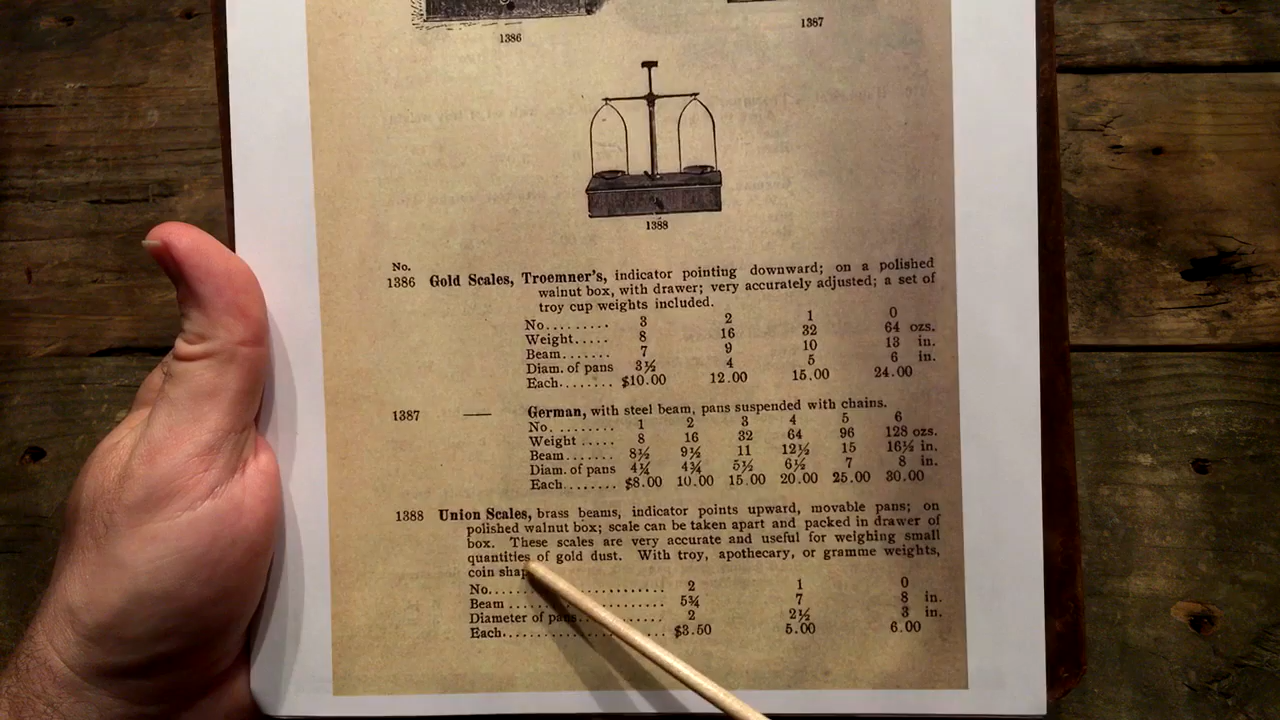 1386
1387
1388
No.
1386 Gold Scales, Troemner's, indicator pointing downward; on a polished
walnut box, with drawer; very accurately adjusted; a set of
troy cup weights included.
No......... 3 2 1 0
Weight..... 8 16 32 64 ozs.
Beam....... 7 9 10 13 in.
Diam. of pans 3½ 4 5 6 in.
Each........ $10.00 12.00 15.00 24.00
1387 —— German, with steel beam, pans suspended with chains.
No. ......... 1 2 3 4 5 6
Weight ..... 8 16 32 64 96 128 ozs.
Beam........ 8½ 9½ 11 12½ 15 16½ in.
Diam. of pans 4¼ 4¾ 5½ 6½ 7 8 in.
Each........ $8.00 10.00 15.00 20.00 25.00 30.00
1388 Union Scales, brass beams, indicator points upward, movable pans; on
polished walnut box; scale can be taken apart and packed in drawer of
box. These scales are very accurate and useful for weighing small
quantities of gold dust. With troy, apothecary, or gramme weights,
coin
No......................... 2 1 0
Beam ...................... 5¾ 7 8 in.
Diameter of pans........... 2 2½ 3 in.
Each....................... $3.50 5.00 6.00